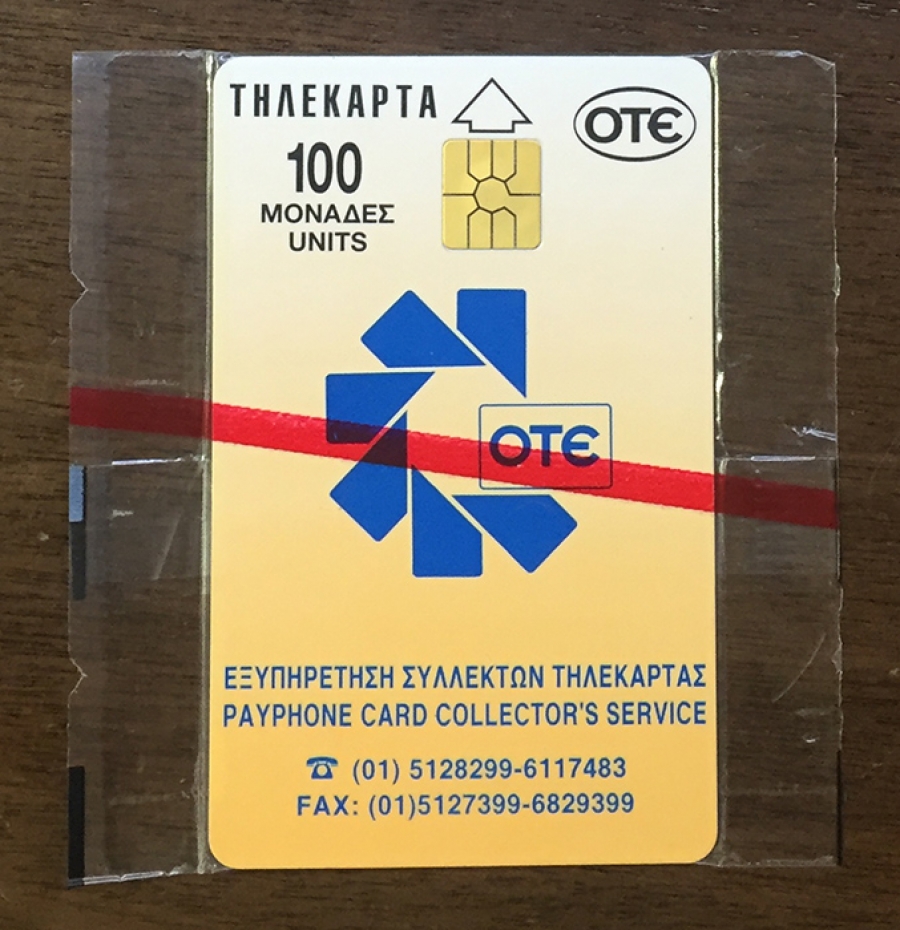 ΤΗΛΕΚΑΡΤΑ
ΟΤΕ
100
ΜΟΝΑΔΕΣ
UNITS
ΟΤΕ
ΕΞΥΠΗΡΕΤΗΣΗ ΣΥΛΛΕΚΤΩΝ ΤΗΛΕΚΑΡΤΑΣ
PAYPHONE CARD COLLECTOR'S SERVICE
☎ (01) 5128299-6117483
FAX: (01)5127399-6829399